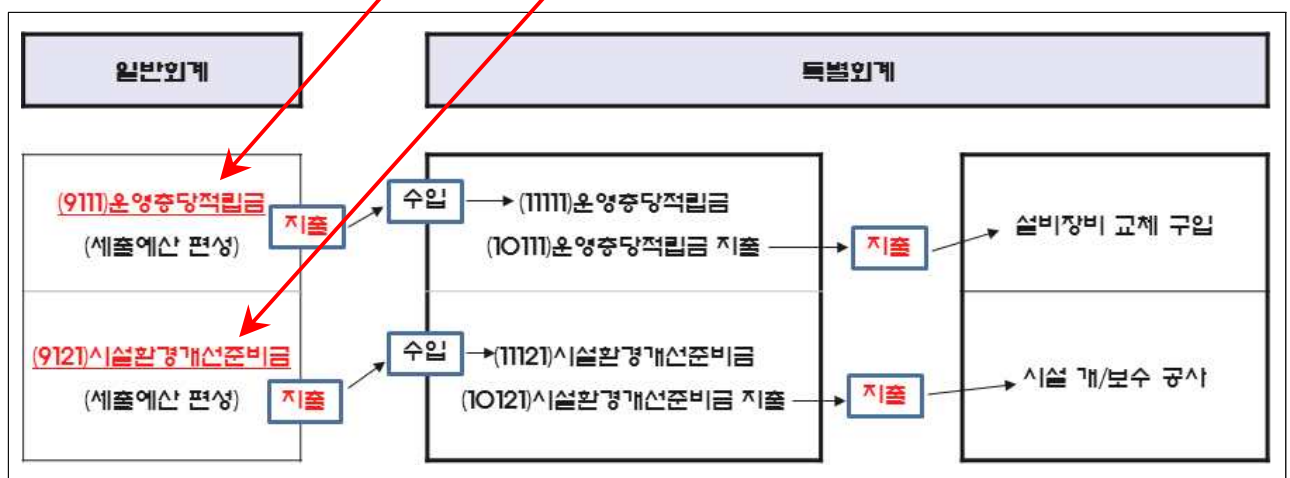 일반회계
특별회계
(9111)운영충당적립금
(세출예산 편성)
지출
수입
(11111)운영충당적립금
(10111)운영충당적립금 지출
지출
설비장비 교체 구입
(9121)시설환경개선준비금
(세출예산 편성)
지출
수입
(11121)시설환경개선준비금
(10121)시설환경개선준비금 지출
지출
시설 개/보수 공사